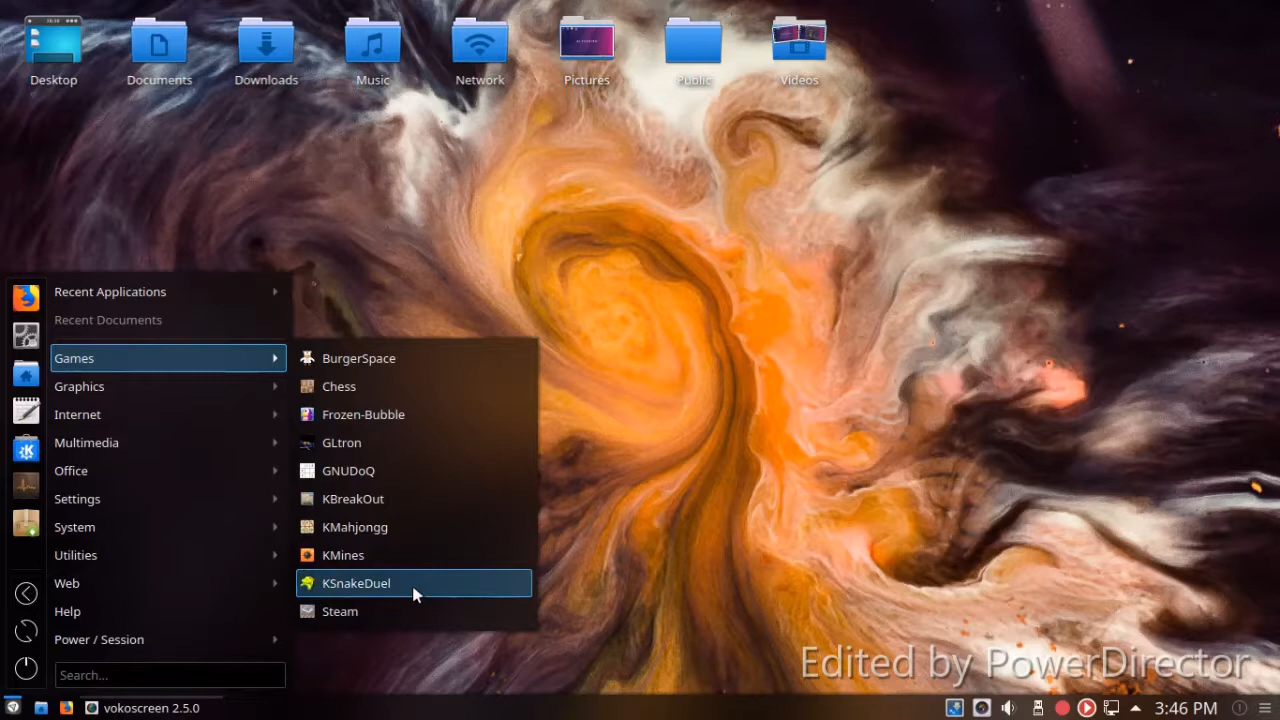 Desktop
Documents
Downloads
Music
Network
Pictures
Public
Videos
Recent Applications
Recent Documents
Games
Graphics
Internet
Multimedia
Office
Settings
System
Utilities
Web
Help
Power / Session
Search...
BurgerSpace
Chess
Frozen-Bubble
GLtron
GNUDoQ
KBreakOut
KMahjongg
KMines
KSnakeDuel
Steam
Edited by PowerDirector
vokoscreen 2.5.0
3:46 PM